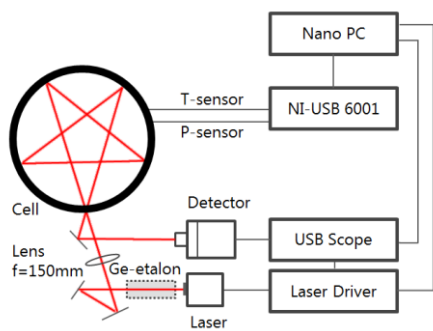 Nano PC
T-sensor
NI-USB 6001
P-sensor
Cell
Detector
Lens
f=150mm
USB Scope
Ge-etalon
Laser Driver
Laser